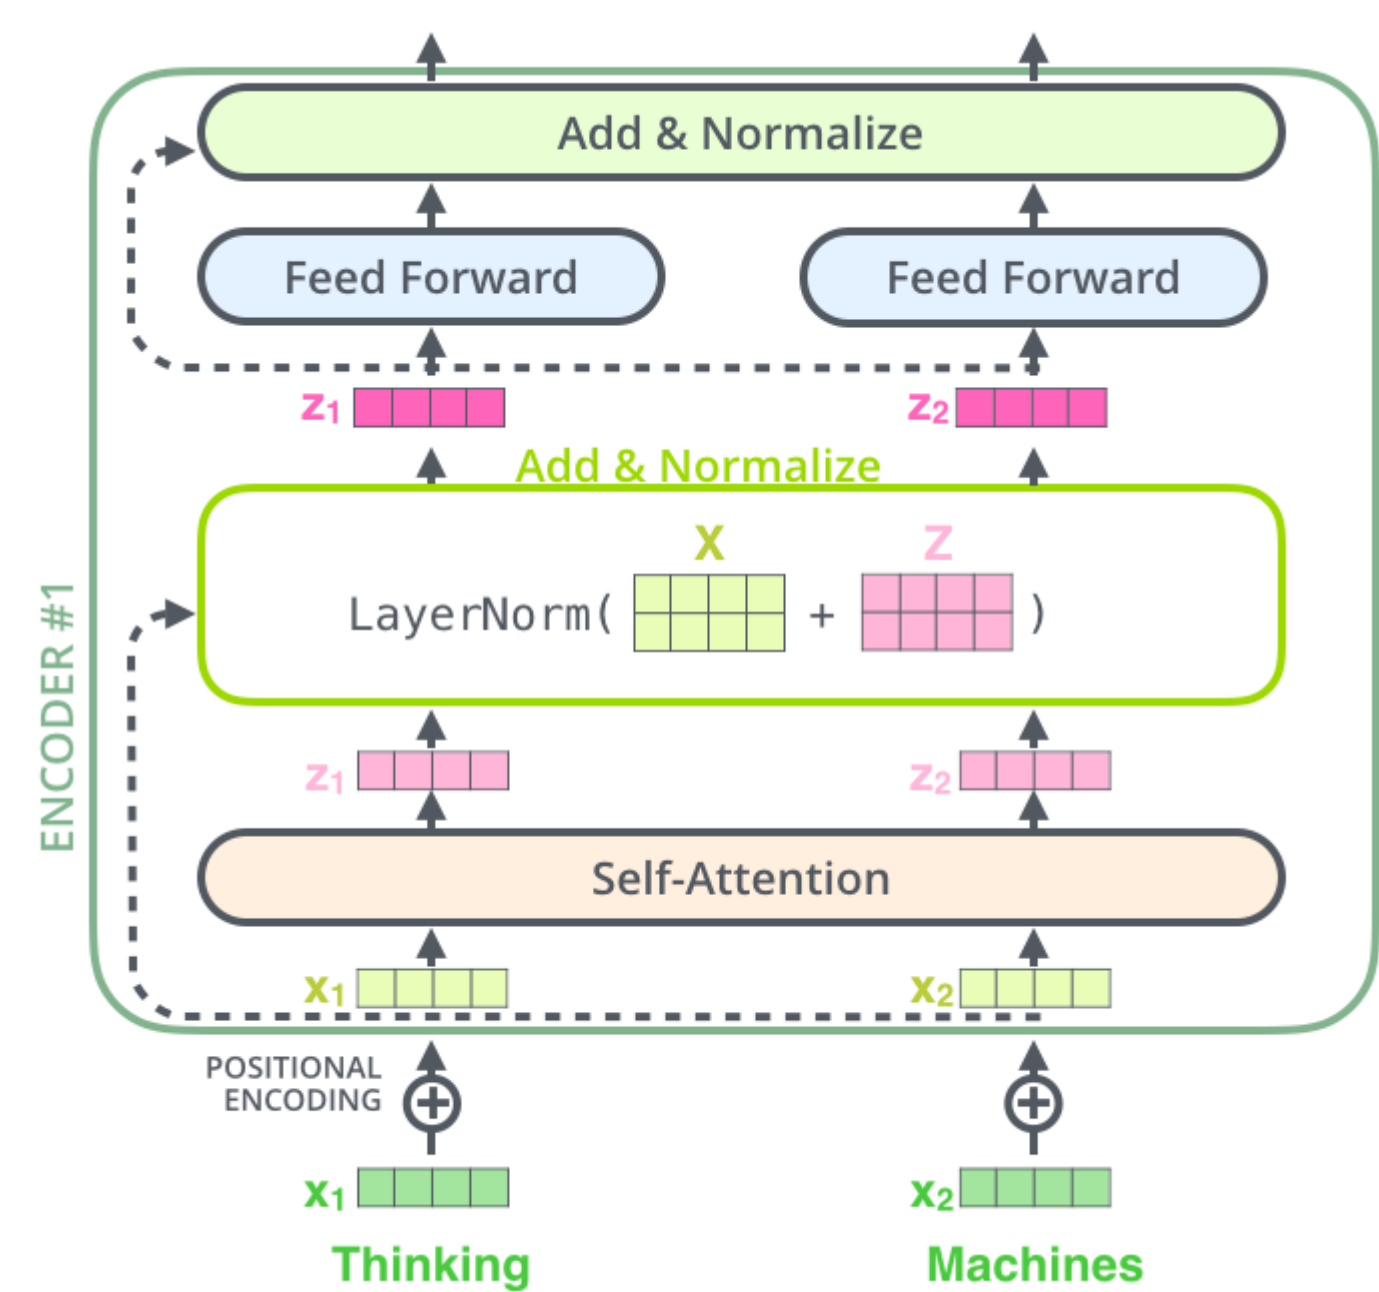 Add & Normalize
Feed Forward Feed Forward
z1 z2
Add & Normalize
X Z
LayerNorm( + )
z1 z2
Self-Attention
x1 x2
ENCODER #1
POSITIONAL
ENCODING
x1 x2
Thinking Machines